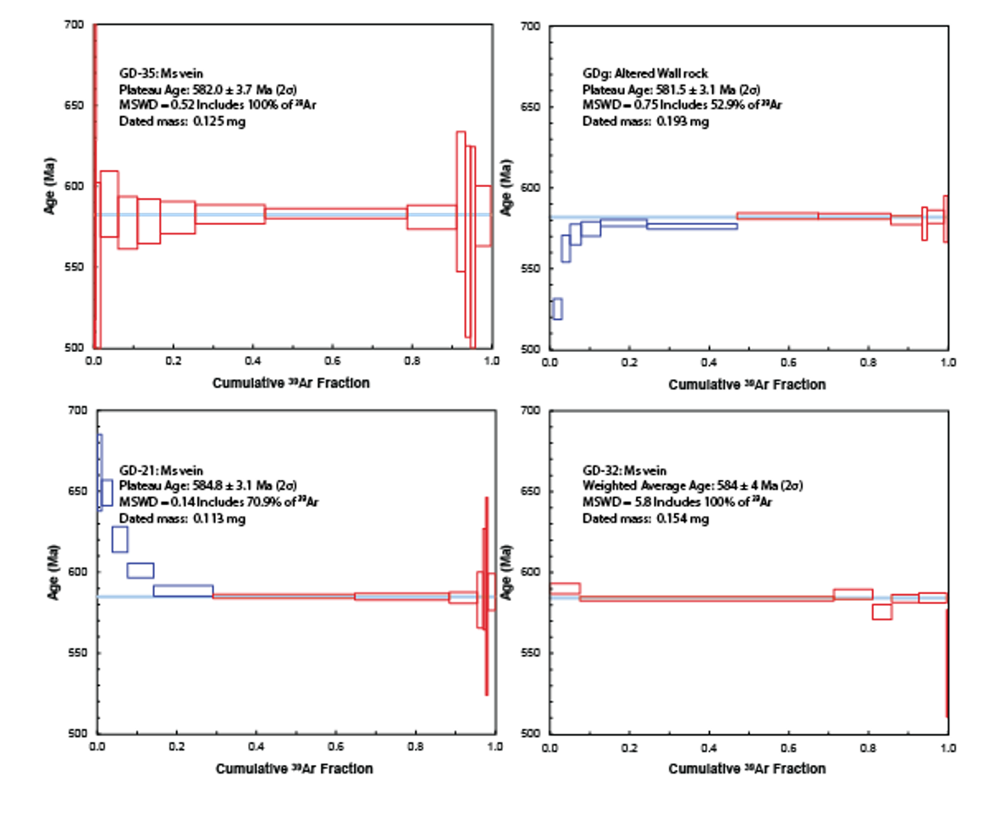 700
650
600
550
500
Age (Ma)
GD-35: Ms vein
Plateau Age: 582.0 ± 3.7 Ma (2σ)
MSWD = 0.52 Includes 100% of ³⁹Ar
Dated mass: 0.125 mg
0.0 0.2 0.4 0.6 0.8 1.0
Cumulative ³⁹Ar Fraction
700
650
600
550
500
Age (Ma)
GDg: Altered Wall rock
Plateau Age: 581.5 ± 3.1 Ma (2σ)
MSWD = 0.75 Includes 52.9% of ³⁹Ar
Dated mass: 0.193 mg
0.0 0.2 0.4 0.6 0.8 1.0
Cumulative ³⁹Ar Fraction
700
650
600
550
500
Age (Ma)
GD-21: Ms vein
Plateau Age: 584.8 ± 3.1 Ma (2σ)
MSWD = 0.14 Includes 70.9% of ³⁹Ar
Dated mass: 0.113 mg
0.0 0.2 0.4 0.6 0.8 1.0
Cumulative ³⁹Ar Fraction
700
650
600
550
500
Age (Ma)
GD-32: Ms vein
Weighted Average Age: 584 ± 4 Ma (2σ)
MSWD = 5.8 Includes 100% of ³⁹Ar
Dated mass: 0.154 mg
0.0 0.2 0.4 0.6 0.8 1.0
Cumulative ³⁹Ar Fraction